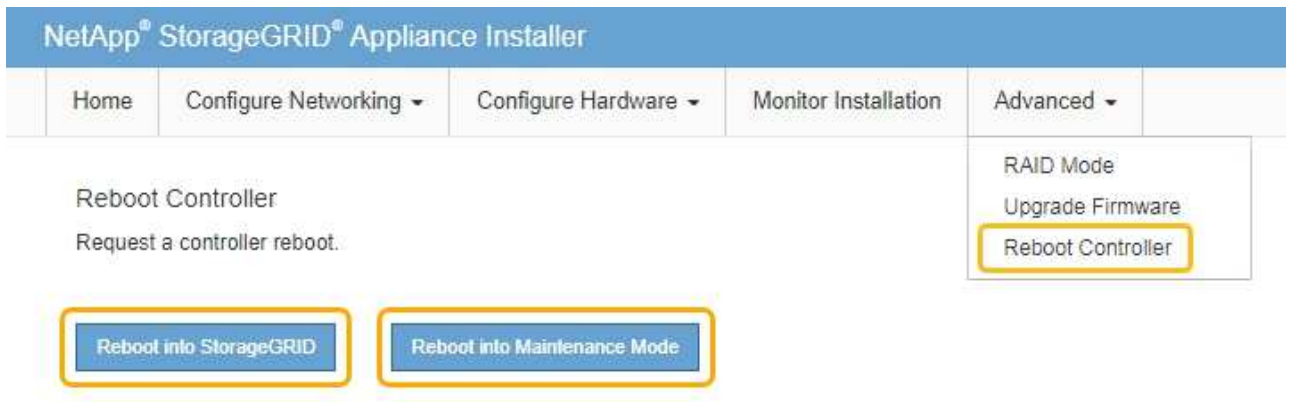 NetApp® StorageGRID® Appliance Installer
Home Configure Networking Configure Hardware Monitor Installation Advanced
RAID Mode
Upgrade Firmware
Reboot Controller
Reboot Controller
Request a controller reboot.
Reboot into StorageGRID Reboot into Maintenance Mode